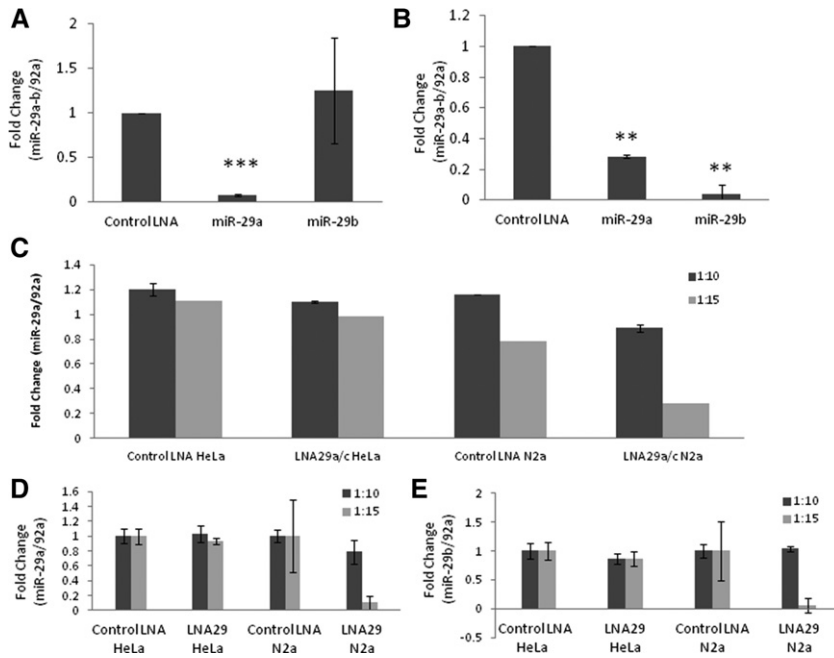 A
Fold Change
(miR-29a-b/92a)
2
1.5
1
0.5
0
***
Control LNA
miR-29a
miR-29b
B
Fold Change
(miR-29a-b/92a)
1.2
1
0.8
0.6
0.4
0.2
0
**
**
Control LNA
miR-29a
miR-29b
C
Fold Change (miR-29a/92a)
1.4
1.2
1
0.8
0.6
0.4
0.2
0
1:10
1:15
Control LNA HeLa
LNA29a/c HeLa
Control LNA N2a
LNA29a/c N2a
D
Fold Change
(miR-29a/92a)
1.6
1.4
1.2
1
0.8
0.6
0.4
0.2
0
1:10
1:15
Control LNA
HeLa
LNA29
HeLa
Control LNA
N2a
LNA29
N2a
E
Fold Change
(miR-29b/92a)
2
1.5
1
0.5
0
-0.5
1:10
1:15
Control LNA
HeLa
LNA29
HeLa
Control LNA
N2a
LNA29
N2a